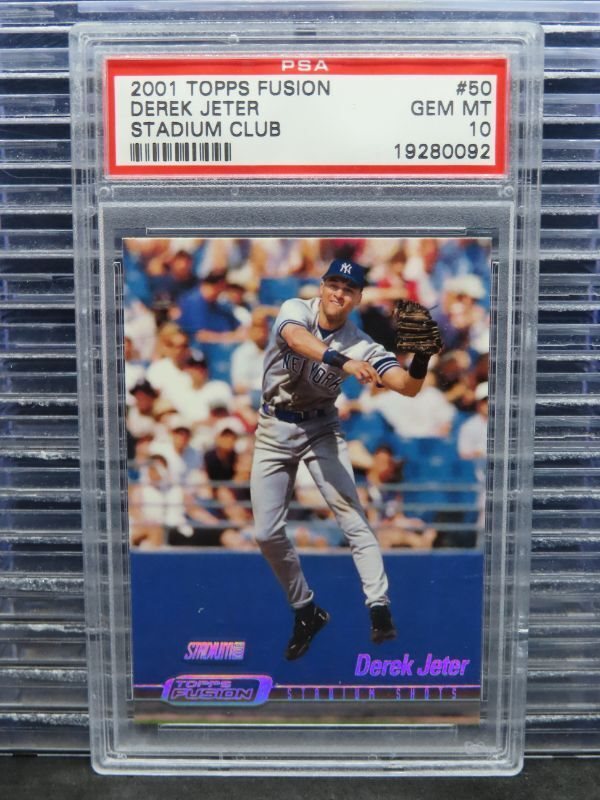 PSA
2001 TOPPS FUSION #50
DEREK JETER GEM MT
STADIUM CLUB 10
19280092
NY
NEW YORK
STADIUM CLUB
Derek Jeter
TOPPS
FUSION STADIUM SHOTS